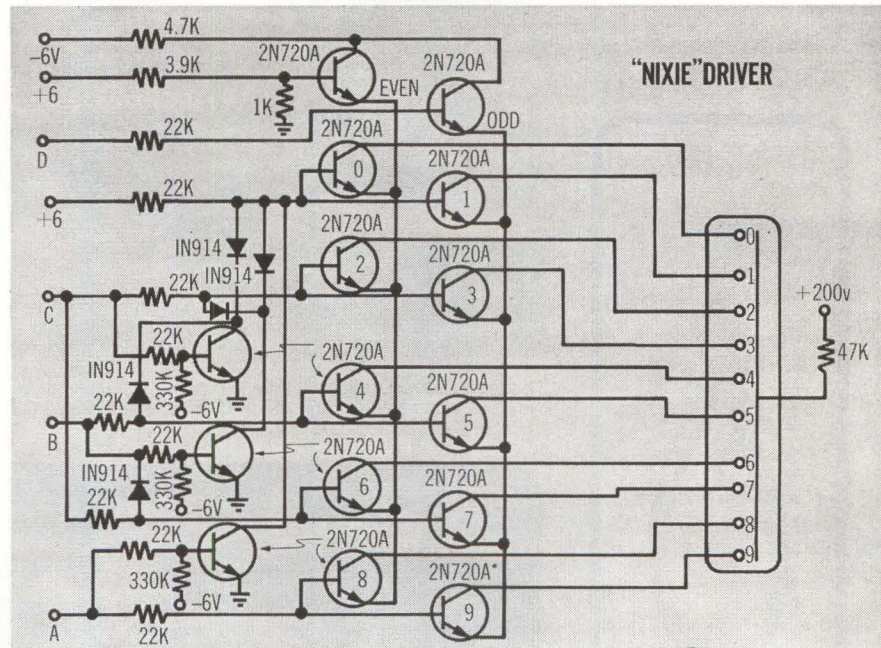 4.7K
-6V
2N720A
"NIXIE" DRIVER
3.9K
2N720A
+6
EVEN
1K
ODD
22K
2N720A
D
0
2N720A
22K
1
+6
2N720A
0
IN914
2
2N720A
1
IN914
+200v
22K
3
2
C
3
47K
22K
2N720A
4
IN914
330K
4
2N720A
5
-6V
22K
B
5
22K
2N720A
6
IN914
330K
6
2N720A
7
22K
-6V
7
8
22K
2N720A
9
330K
8
2N720A*
-6V
9
A
22K